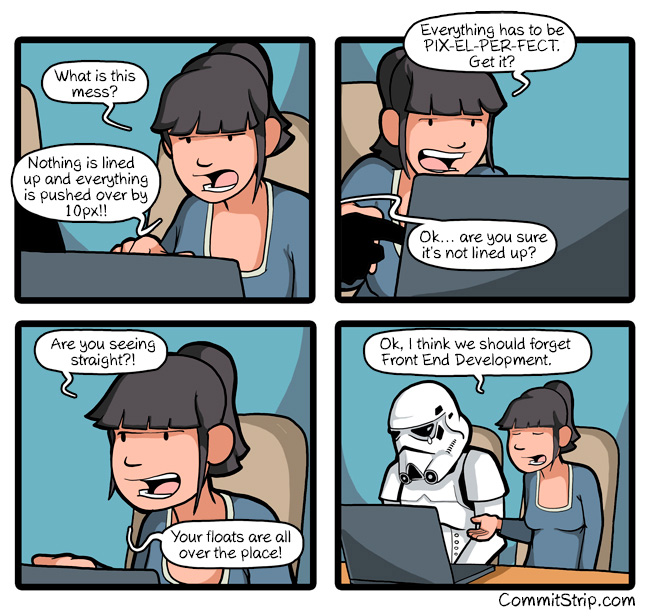 What is this
mess?
Nothing is lined
up and everything
is pushed over by
10px!!
Everything has to be
PIX-EL-PER-FECT.
Get it?
Ok... are you sure
it's not lined up?
Are you seeing
straight?!
Your floats are all
over the place!
Ok, I think we should forget
Front End Development.
CommitStrip.com